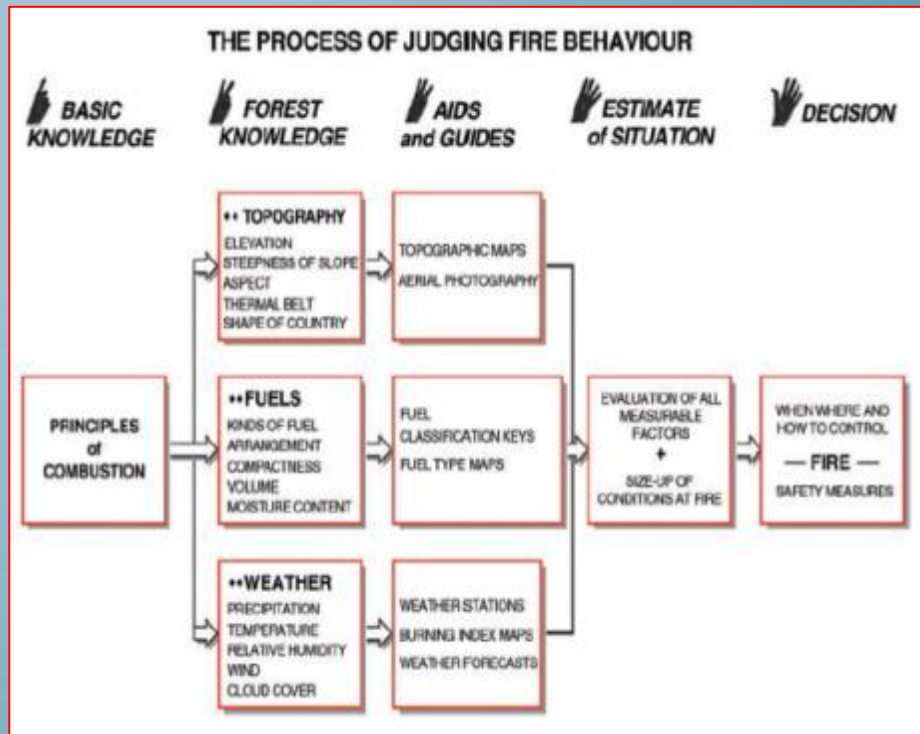 THE PROCESS OF JUDGING FIRE BEHAVIOUR
BASIC
KNOWLEDGE
FOREST
KNOWLEDGE
AIDS
and GUIDES
ESTIMATE
of SITUATION
DECISION
PRINCIPLES
of
COMBUSTION
•• TOPOGRAPHY
ELEVATION
STEEPNESS OF SLOPE
ASPECT
THERMAL BELT
SHAPE OF COUNTRY
TOPOGRAPHIC MAPS
AERIAL PHOTOGRAPHY
••FUELS
KINDS OF FUEL
ARRANGEMENT
COMPACTNESS
VOLUME
MOISTURE CONTENT
FUEL
CLASSIFICATION KEYS
FUEL TYPE MAPS
••WEATHER
PRECIPITATION
TEMPERATURE
RELATIVE HUMIDITY
WIND
CLOUD COVER
WEATHER STATIONS
BURNING INDEX MAPS
WEATHER FORECASTS
EVALUATION OF ALL
MEASURABLE
FACTORS
+
SIZE-UP OF
CONDITIONS AT FIRE
WHEN WHERE AND
HOW TO CONTROL
— FIRE —
SAFETY MEASURES